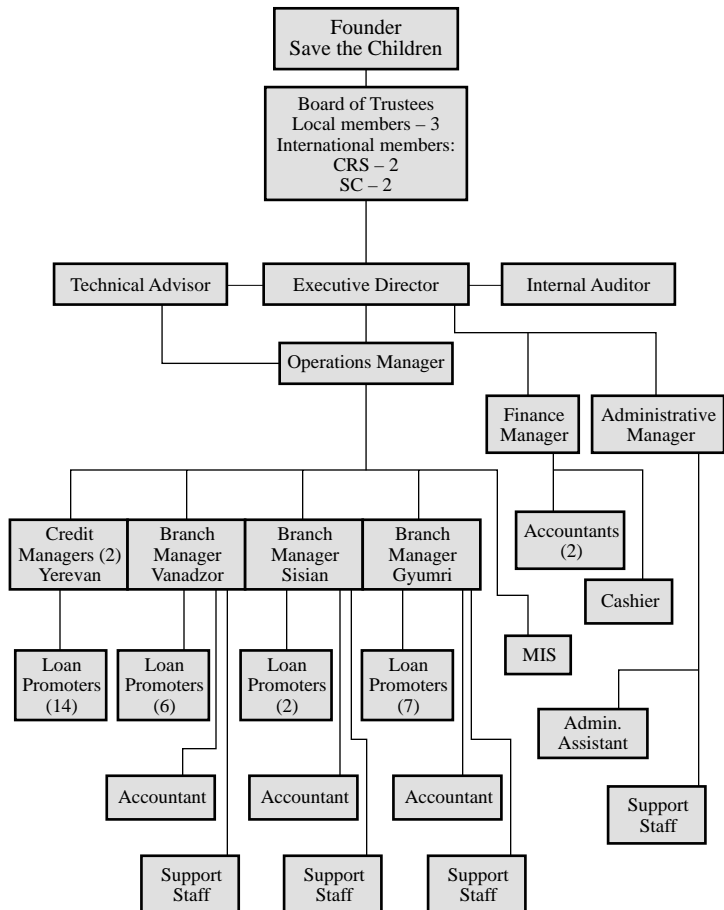 Founder
Save the Children
Board of Trustees
Local members – 3
International members:
CRS – 2
SC – 2
Technical Advisor
Executive Director
Internal Auditor
Operations Manager
Finance
Manager
Administrative
Manager
Credit
Managers (2)
Yerevan
Branch
Manager
Vanadzor
Branch
Manager
Sisian
Branch
Manager
Gyumri
Accountants
(2)
Cashier
Loan
Promoters
(14)
Loan
Promoters
(6)
Loan
Promoters
(2)
Loan
Promoters
(7)
MIS
Admin.
Assistant
Accountant
Accountant
Accountant
Support
Staff
Support
Staff
Support
Staff
Support
Staff